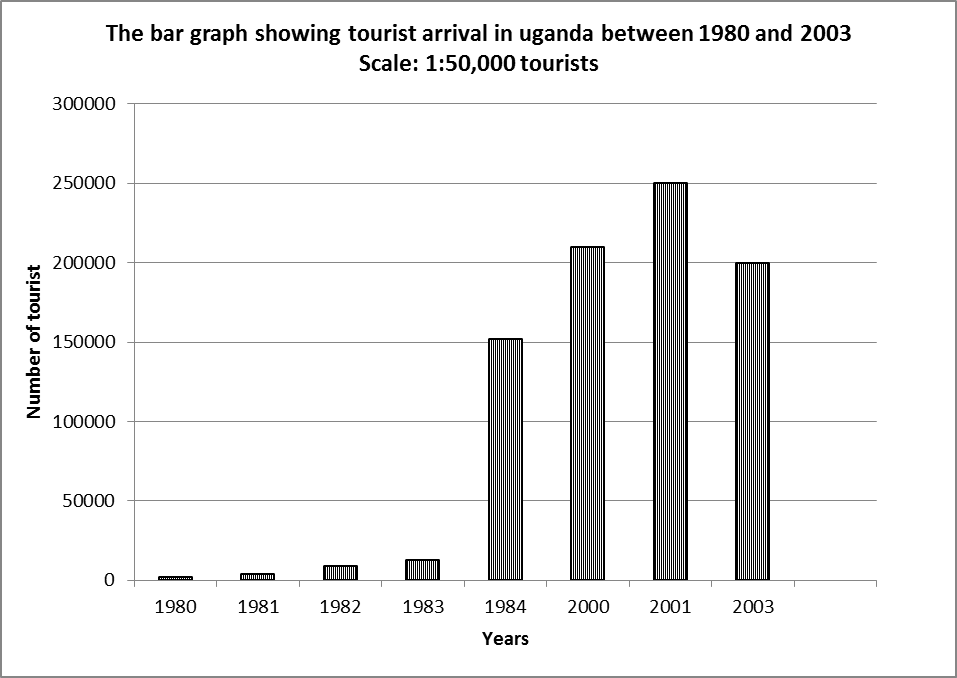 The bar graph showing tourist arrival in uganda between 1980 and 2003
Scale: 1:50,000 tourists
300000
250000
200000
150000
100000
50000
0
Number of tourist
1980 1981 1982 1983 1984 2000 2001 2003
Years